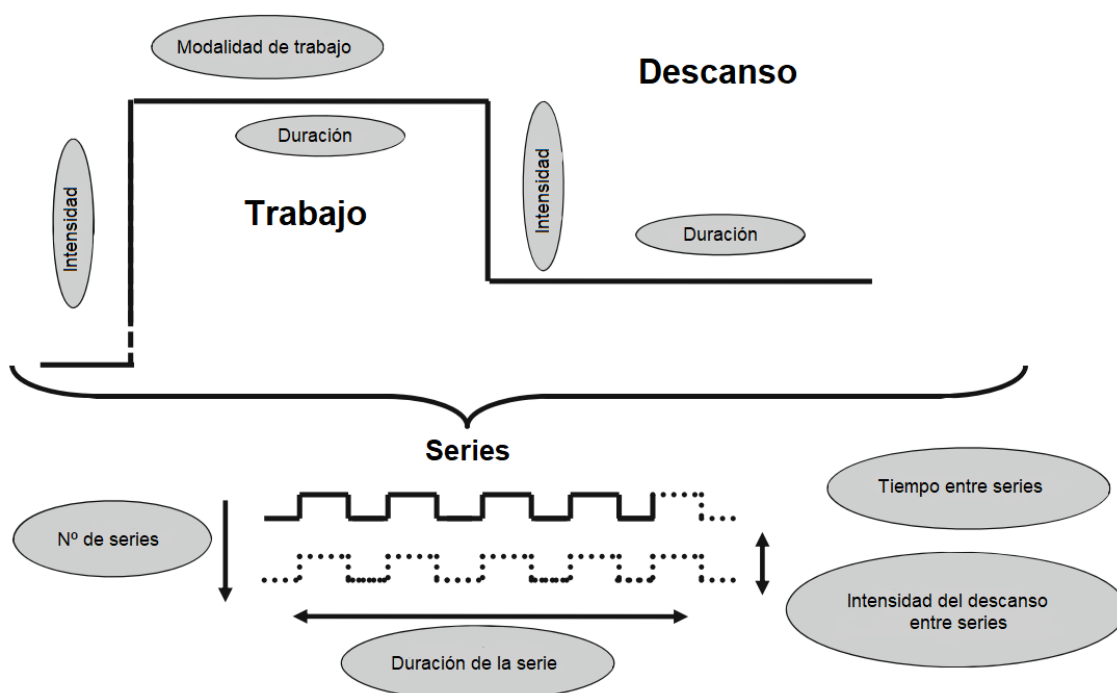 Modalidad de trabajo
Descanso
Duración
Intensidad
Trabajo
Intensidad
Duración
Series
Tiempo entre series
Nº de series
Intensidad del descanso
entre series
Duración de la serie